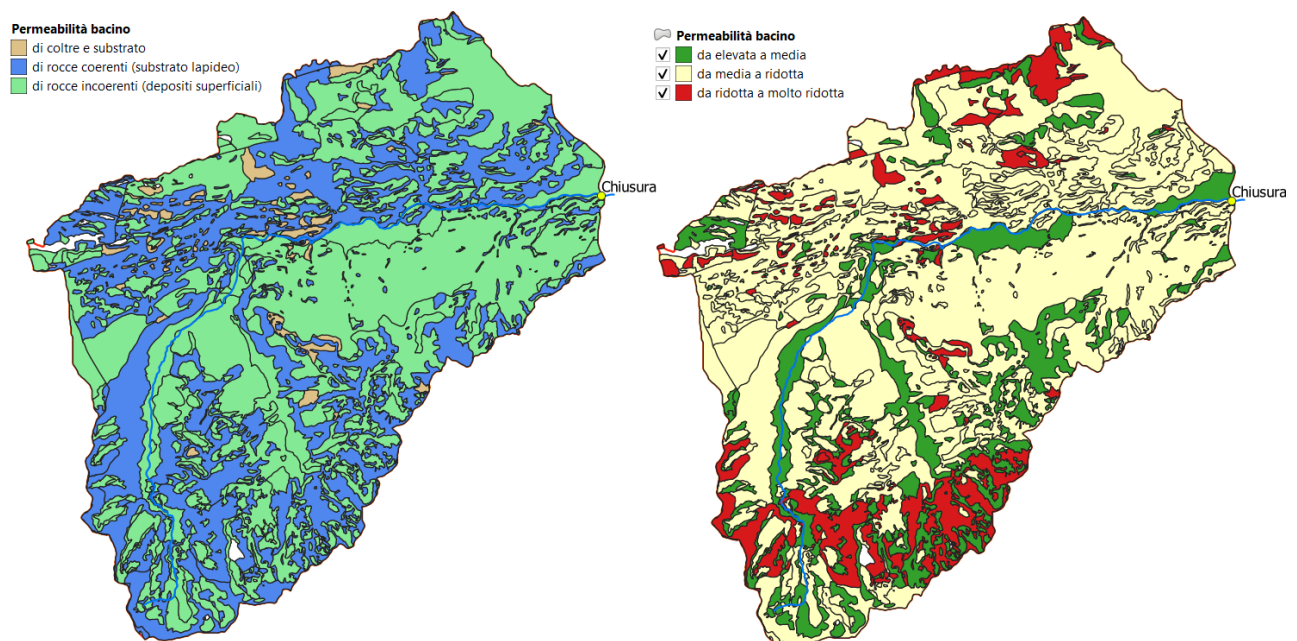 Permeabilità bacino
di coltre e substrato
di rocce coerenti (substrato lapideo)
di rocce incoerenti (depositi superficiali)
Chiusura
Permeabilità bacino
da elevata a media
da media a ridotta
da ridotta a molto ridotta
Chiusura